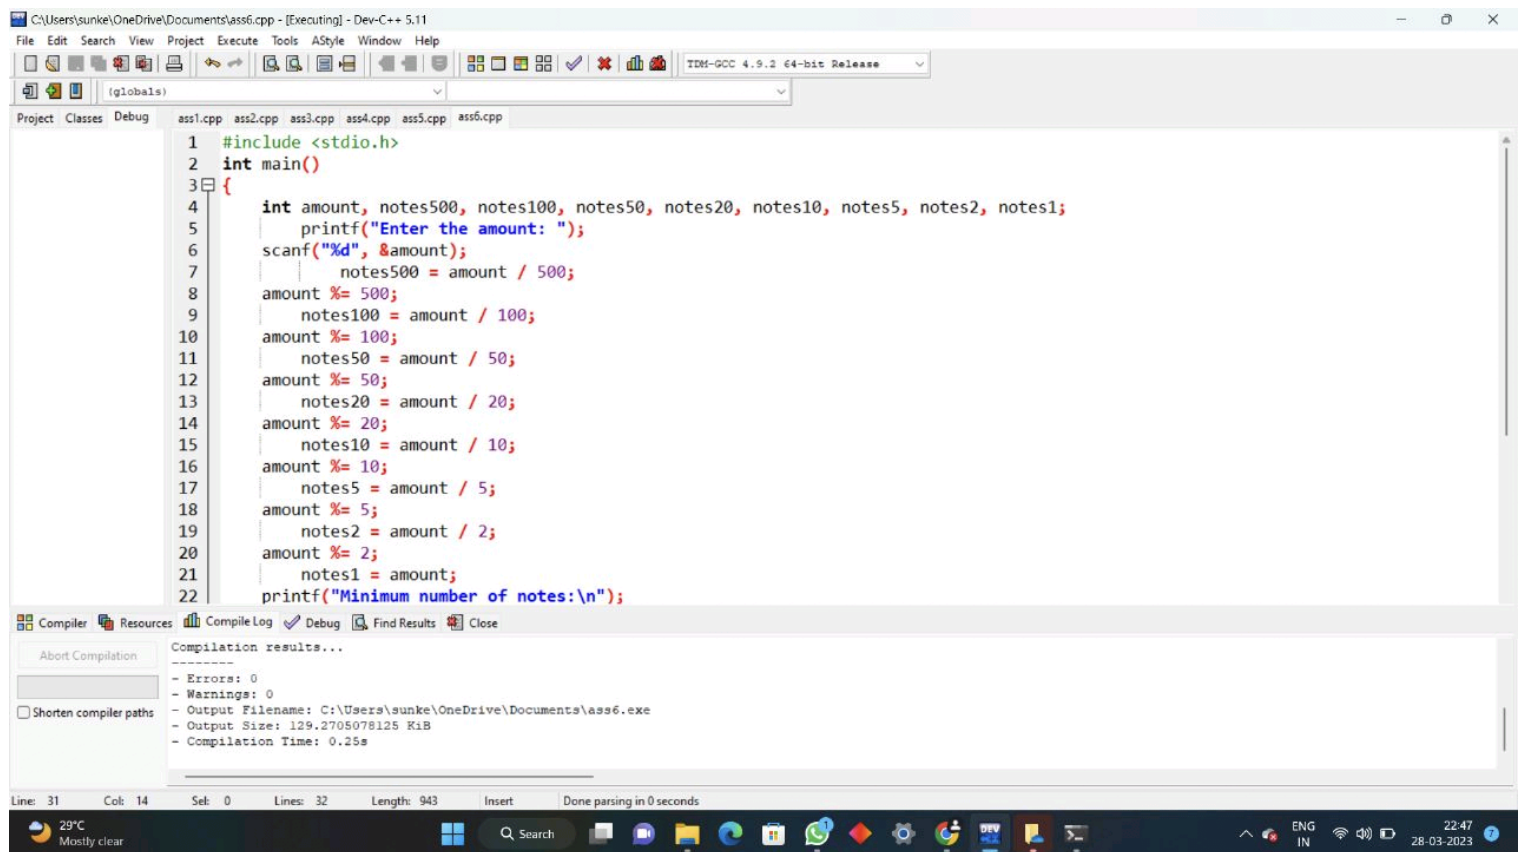 C:\Users\sunke\OneDrive\Documents\ass6.cpp - [Executing] - Dev-C++ 5.11
File Edit Search View Project Execute Tools AStyle Window Help
TDM-GCC 4.9.2 64-bit Release
(globals)
Project Classes Debug ass1.cpp ass2.cpp ass3.cpp ass4.cpp ass5.cpp ass6.cpp
1 #include <stdio.h>
2 int main()
3 {
4 int amount, notes500, notes100, notes50, notes20, notes10, notes5, notes2, notes1;
5 printf("Enter the amount: ");
6 scanf("%d", &amount);
7 notes500 = amount / 500;
8 amount %= 500;
9 notes100 = amount / 100;
10 amount %= 100;
11 notes50 = amount / 50;
12 amount %= 50;
13 notes20 = amount / 20;
14 amount %= 20;
15 notes10 = amount / 10;
16 amount %= 10;
17 notes5 = amount / 5;
18 amount %= 5;
19 notes2 = amount / 2;
20 amount %= 2;
21 notes1 = amount;
22 printf("Minimum number of notes:\n");
Compiler Resources Compile Log Debug Find Results Close
Abort Compilation
Shorten compiler paths
Compilation results...
--------
- Errors: 0
- Warnings: 0
- Output Filename: C:\Users\sunke\OneDrive\Documents\ass6.exe
- Output Size: 129.2705078125 KiB
- Compilation Time: 0.25s
Line: 31 Col: 14 Sel: 0 Lines: 32 Length: 943 Insert Done parsing in 0 seconds
29°C
Mostly clear
Search
DEV
1
ENG
IN
22:47
28-03-2023
7